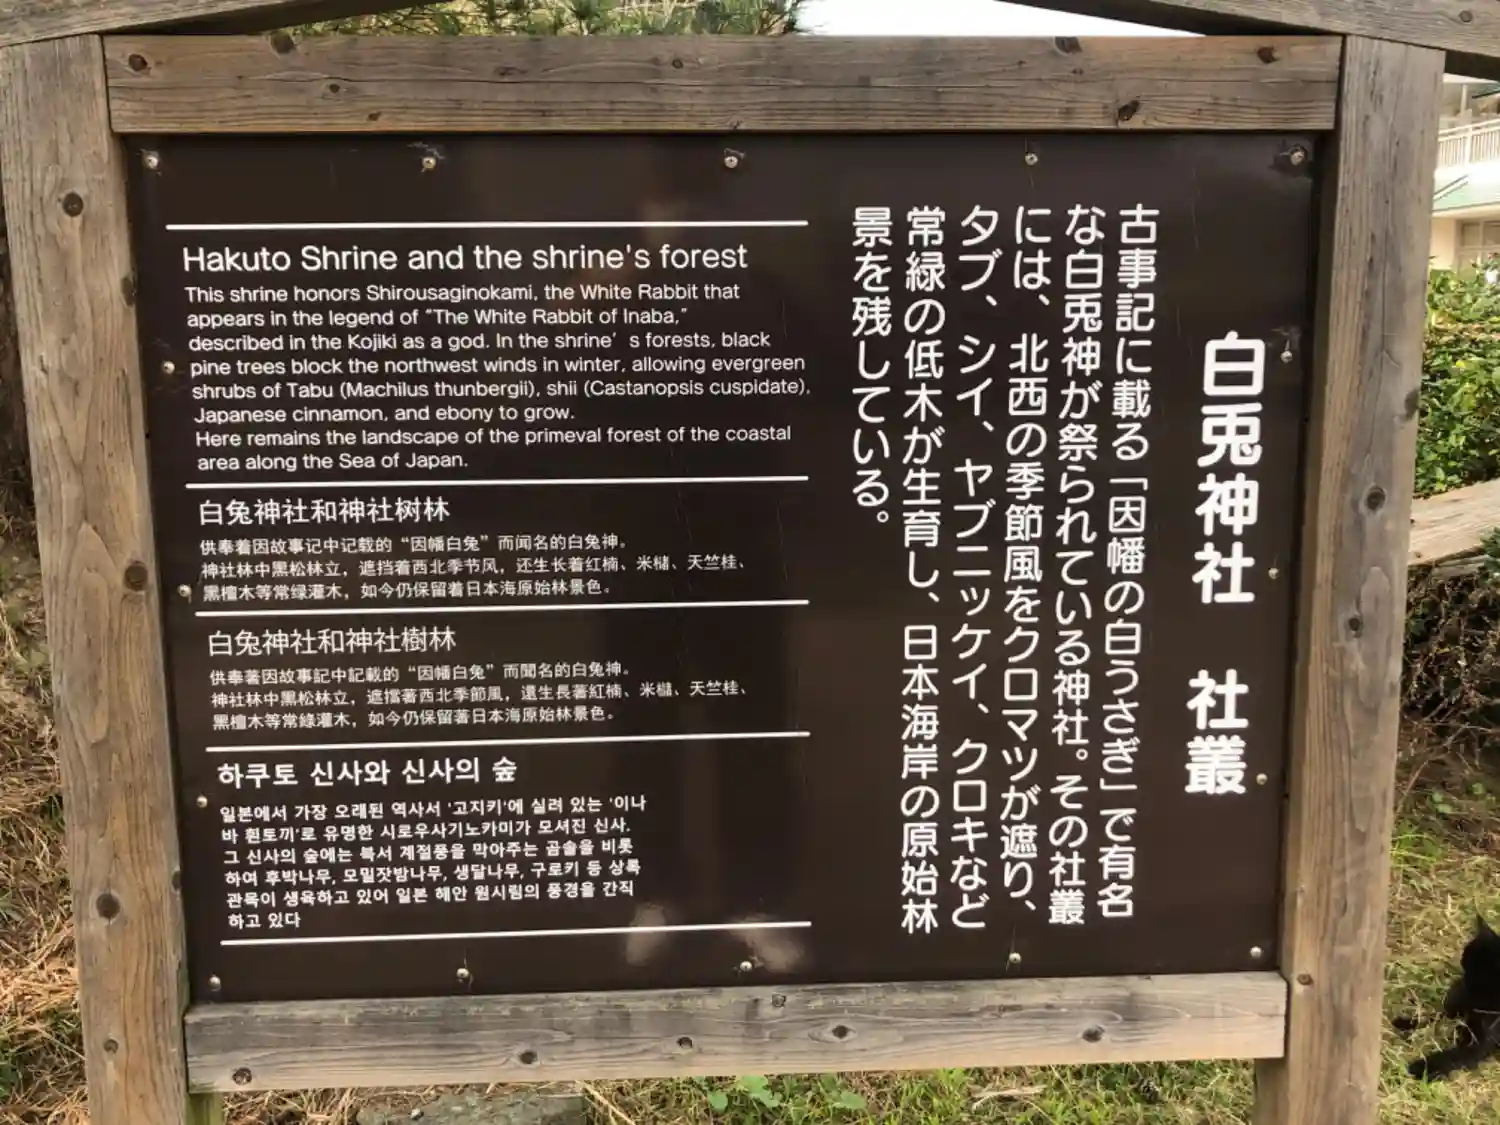 白兎神社　社叢
古事記に載る「因幡の白うさぎ」で有名
な白兎神が祭られている神社。その社叢
には、北西の季節風をクロマツが遮り、
タブ、シイ、ヤブニッケイ、クロキなど
常緑の低木が生育し、日本海岸の原始林
景を残している。
Hakuto Shrine and the shrine's forest
This shrine honors Shirousaginokami, the White Rabbit that
appears in the legend of "The White Rabbit of Inaba,"
described in the Kojiki as a god. In the shrine's forests, black
pine trees block the northwest winds in winter, allowing evergreen
shrubs of Tabu (Machilus thunbergii), shii (Castanopsis cuspidate),
Japanese cinnamon, and ebony to grow.
Here remains the landscape of the primeval forest of the coastal
area along the Sea of Japan.
白兔神社和神社树林
供奉着因故事记中记载的“因幡白兔”而闻名的白兔神。
神社林中黑松林立，遮挡着西北季节风，还生长着红楠、米槠、天竺桂、
黑檀木等常绿灌木，如今仍保留着日本海原始林景色。
白兔神社和神社樹林
供奉著因故事記中記載的“因幡白兔”而聞名的白兔神。
神社林中黑松林立，遮擋著西北季節風，還生長著紅楠、米櫧、天竺桂、
黑檀木等常綠灌木，如今仍保留著日本海原始林景色。
하쿠토 신사와 신사의 숲
일본에서 가장 오래된 역사서 '고지키'에 실려 있는 '이나
바 흰토끼'로 유명한 시로우사기노카미가 모셔진 신사.
그 신사의 숲에는 북서 계절풍을 막아주는 곰솔을 비롯
하여 후박나무, 모밀잣밤나무, 생달나무, 구로키 등 상록
관목이 생육하고 있어 일본 해안 원시림의 풍경을 간직
하고 있다